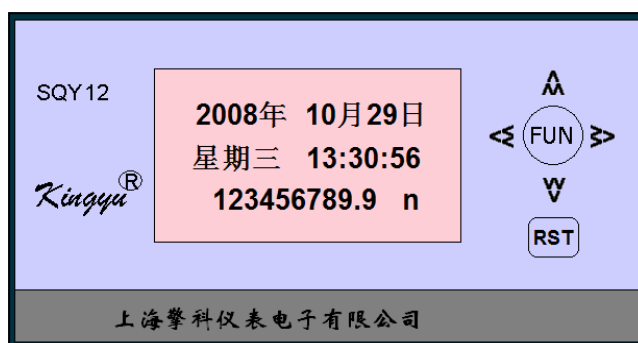 SQY12
Kingyu®
2008年 10月29日
星期三 13:30:56
123456789.9 n
FUN
RST
上海擎科仪表电子有限公司